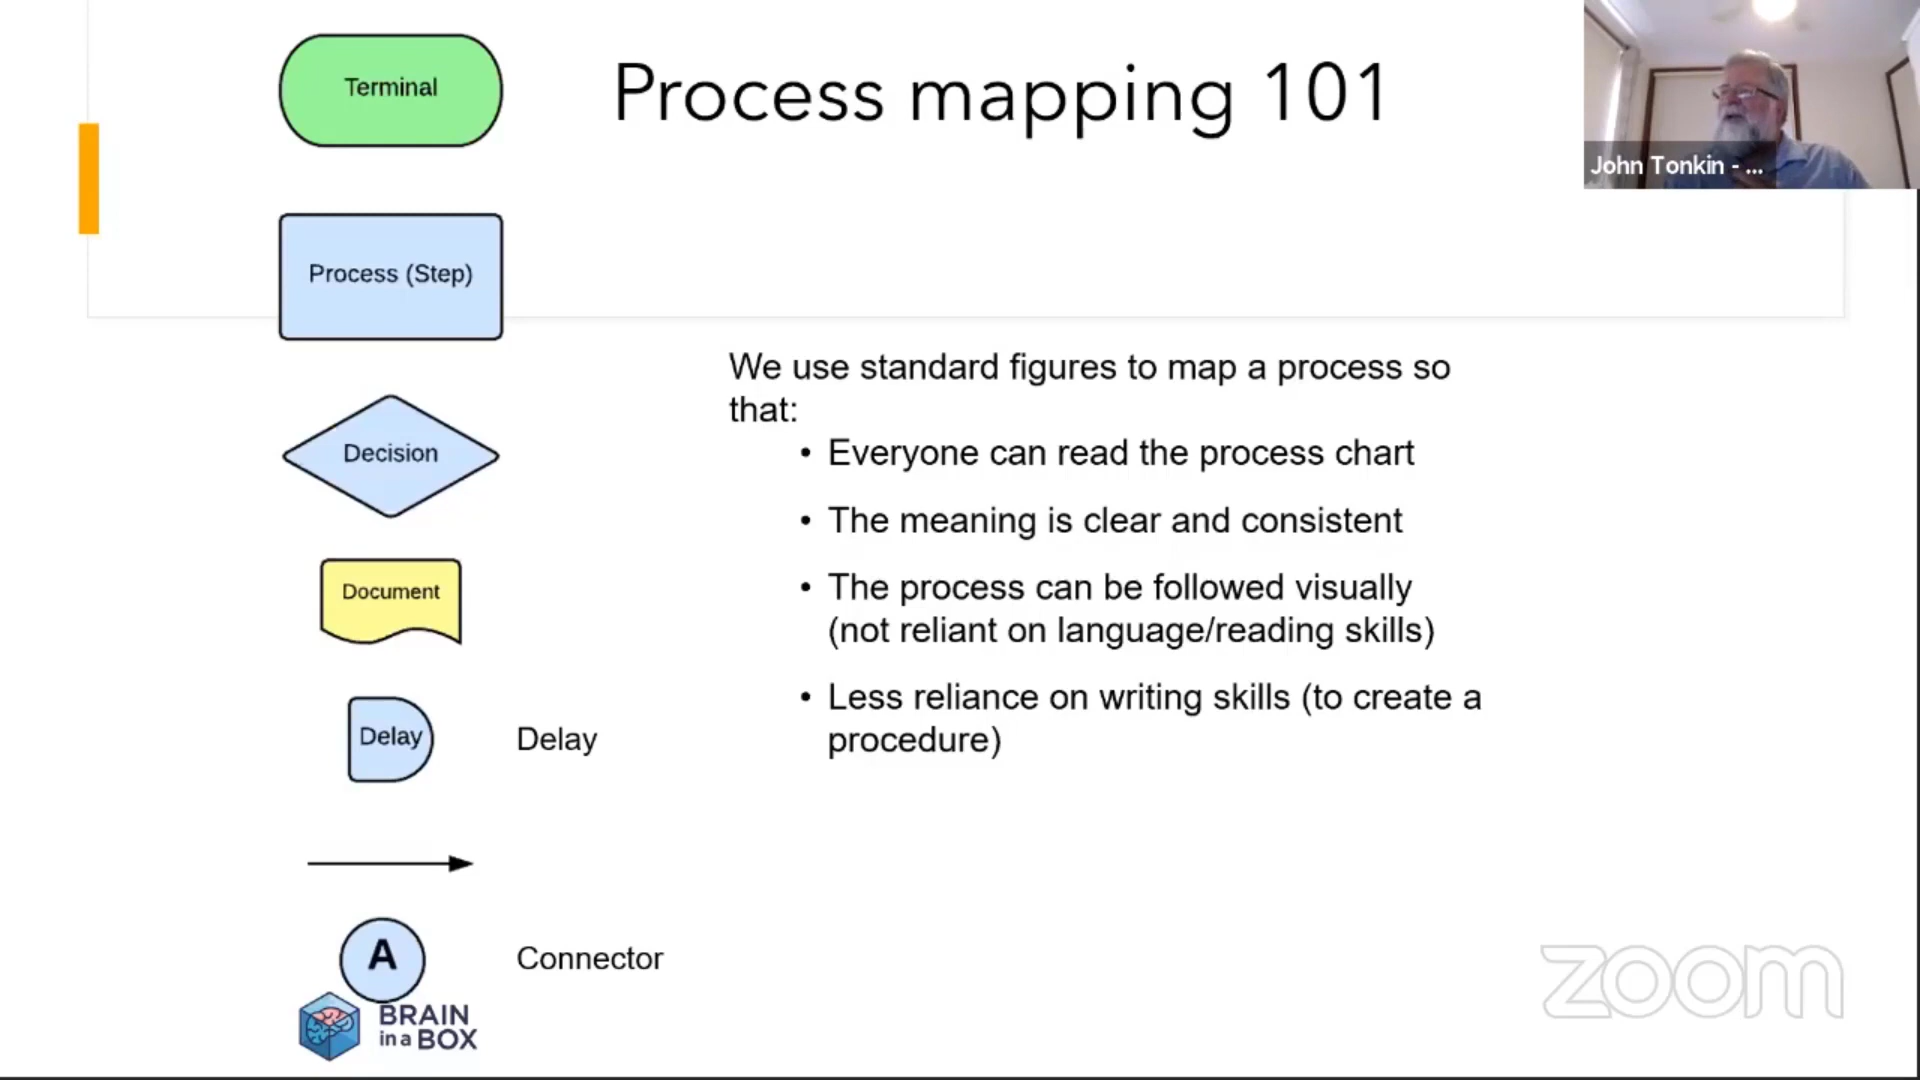 Terminal
Process mapping 101
John Tonkin - ...
Process (Step)
We use standard figures to map a process so
that:
• Everyone can read the process chart
Decision
• The meaning is clear and consistent
Document
• The process can be followed visually
(not reliant on language/reading skills)
• Less reliance on writing skills (to create a
procedure)
Delay
Delay
A
Connector
BRAIN
in a BOX
zoom